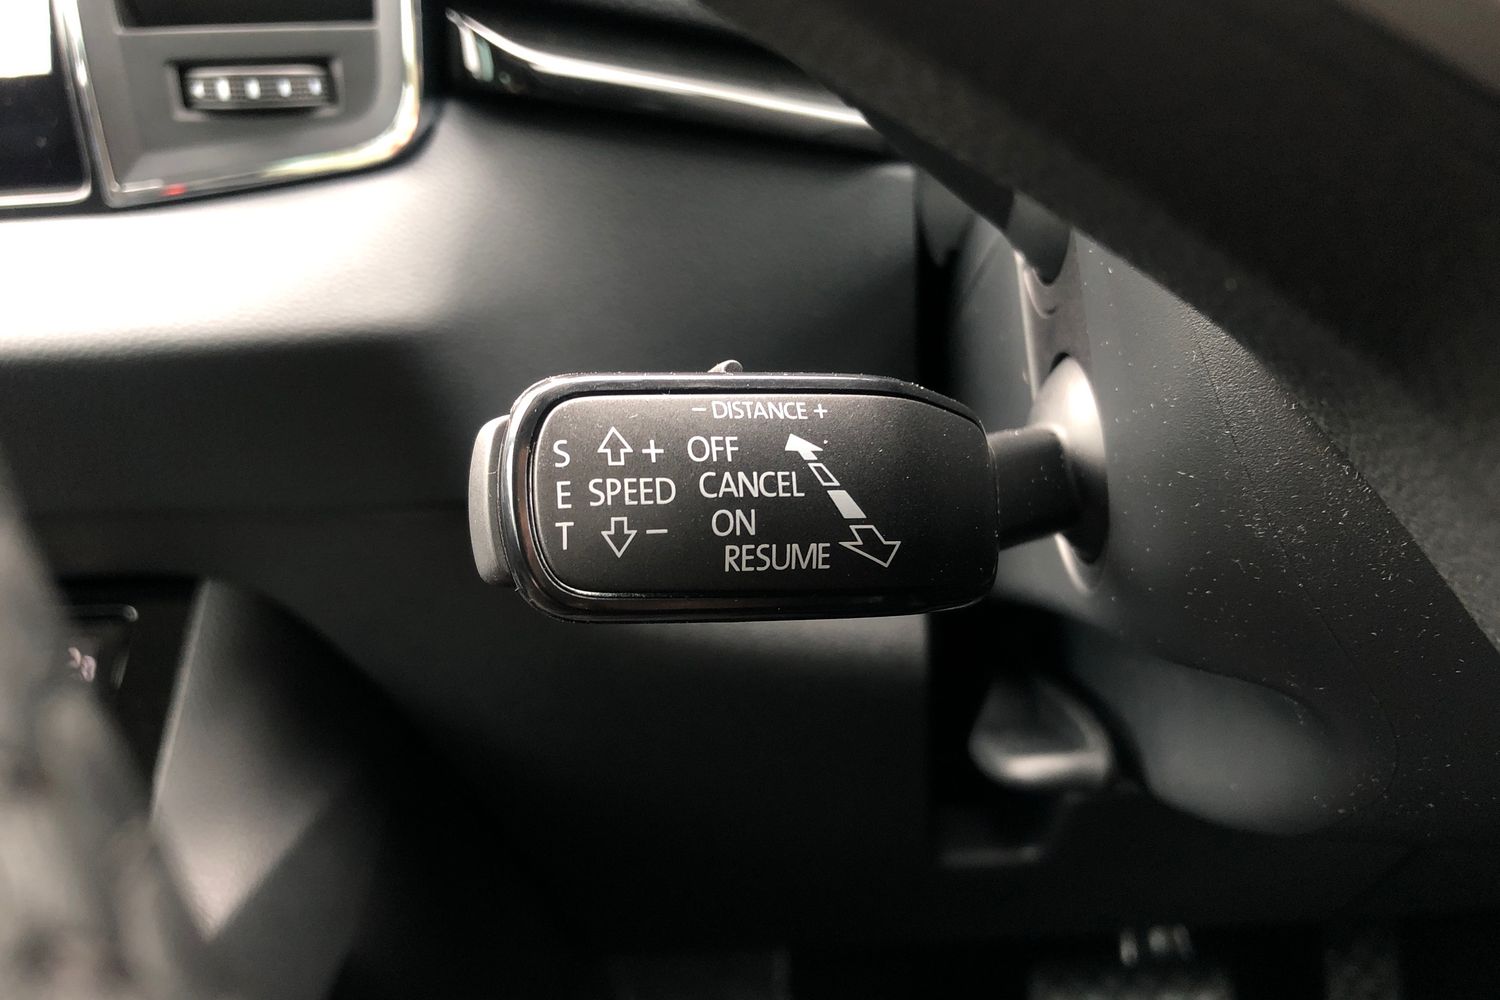 − DISTANCE +
S + OFF
E SPEED CANCEL
T − ON
RESUME